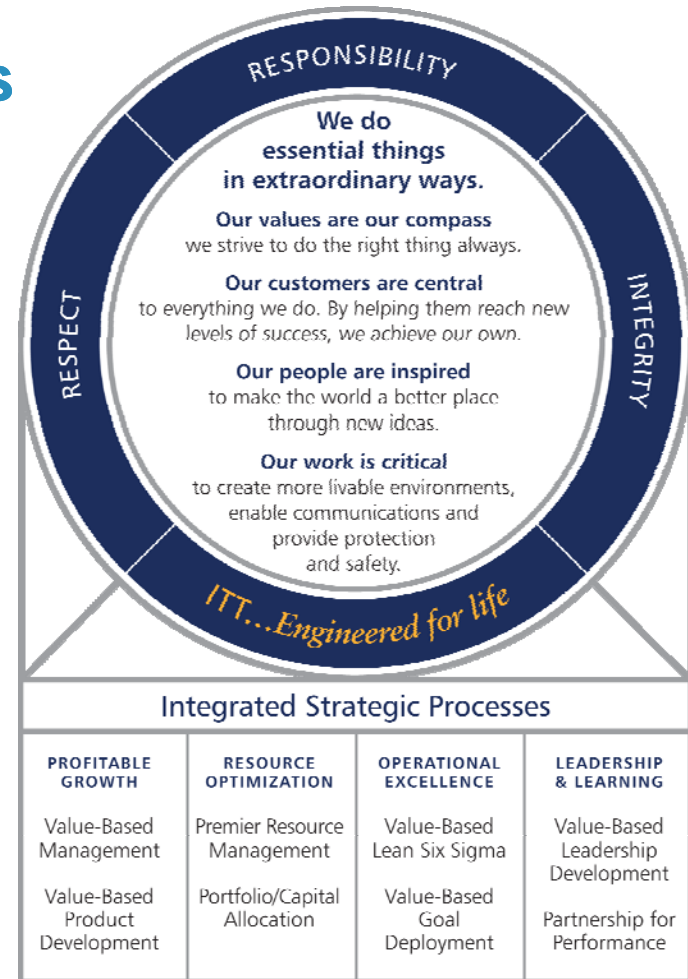 s
RESPONSIBILITY
We do
essential things
in extraordinary ways.
Our values are our compass
we strive to do the right thing always.
Our customers are central
to everything we do. By helping them reach new
levels of success, we achieve our own.
Our people are inspired
to make the world a better place
through new ideas.
Our work is critical
to create more livable environments,
enable communications and
provide protection
and safety.
RESPECT
INTEGRITY
ITT...Engineered for life
Integrated Strategic Processes
PROFITABLE
GROWTH
Value-Based
Management
Value-Based
Product
Development
RESOURCE
OPTIMIZATION
Premier Resource
Management
Portfolio/Capital
Allocation
OPERATIONAL
EXCELLENCE
Value-Based
Lean Six Sigma
Value-Based
Goal
Deployment
LEADERSHIP
& LEARNING
Value-Based
Leadership
Development
Partnership for
Performance